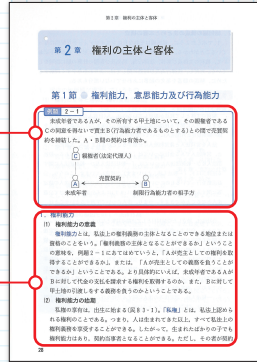 第2章 権利の主体と客体
第2章 権利の主体と客体
第1節 権利能力，意思能力及び行為能力
2－1
未成年者であるAが，その所有する甲土地について，その親権者である
Cの同意を得ないで買主B(行為能力者であるものとする)との間で売買契
約を締結した。A・B間の契約は有効か。
C 親権者(法定代理人)
売買契約
A B
未成年者 制限行為能力者の相手方
1．権利能力
(1) 権利能力の意義
権利能力とは，私法上の権利義務の主体となることのできる地位または
資格のことをいう。「権利義務の主体となることができるか」ということ
の意味を，例題2－1にあてはめていうと，「Aが売主としての権利を取
得することができるか」，または，「Aが売主としての義務を負うことが
できるか」ということである。より具体的にいえば，未成年者であるAが
Bに対して代金の支払を請求する権利を取得するのか，また，Bに対して
甲土地の引渡しをする義務を負うのかということである。
(2) 権利能力の始期
私権の享有は，出生に始まる(民§3－1)。「私権」とは，私法上認めら
れる権利のことである。つまり，人は生まれてきた以上，すべて私法上の
権利義務を享受することができる。したがって，生まれたばかりの子でも
権利能力はあり，契約当事者となることができる。ただし，その者が契約
20